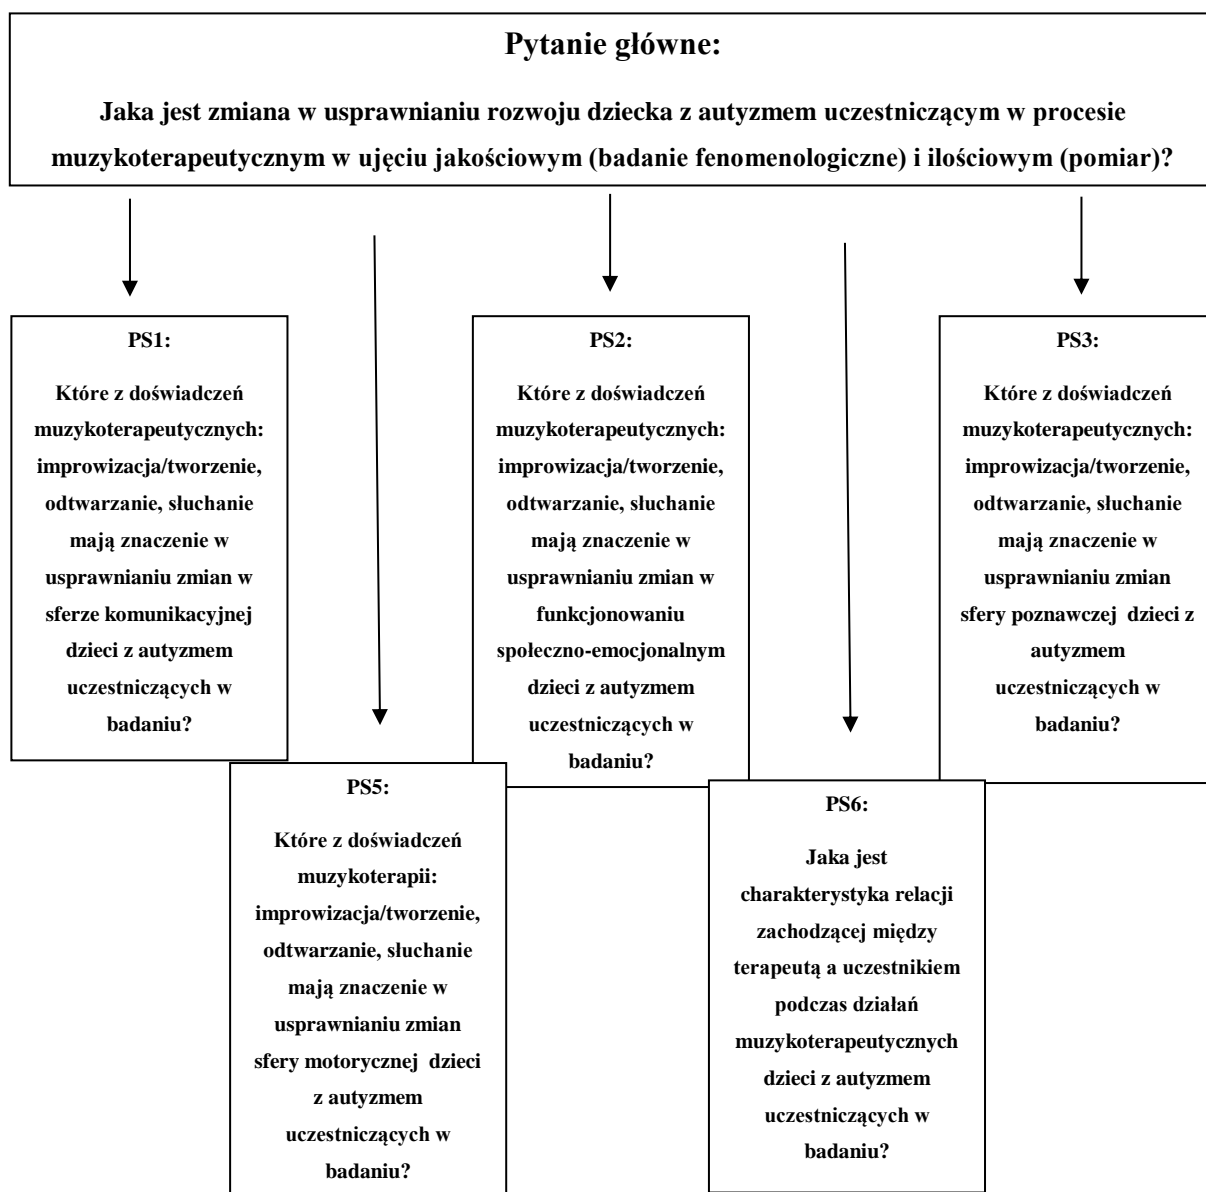 Pytanie główne:
Jaka jest zmiana w usprawnianiu rozwoju dziecka z autyzmem uczestniczącym w procesie
muzykoterapeutycznym w ujęciu jakościowym (badanie fenomenologiczne) i ilościowym (pomiar)?
PS1:
Które z doświadczeń
muzykoterapeutycznych:
improwizacja/tworzenie,
odtwarzanie, słuchanie
mają znaczenie w
usprawnianiu zmian w
sferze komunikacyjnej
dzieci z autyzmem
uczestniczących w
badaniu?
PS2:
Które z doświadczeń
muzykoterapeutycznych:
improwizacja/tworzenie,
odtwarzanie, słuchanie
mają znaczenie w
usprawnianiu zmian w
funkcjonowaniu
społeczno-emocjonalnym
dzieci z autyzmem
uczestniczących w
badaniu?
PS3:
Które z doświadczeń
muzykoterapeutycznych:
improwizacja/tworzenie,
odtwarzanie, słuchanie
mają znaczenie w
usprawnianiu zmian
sfery poznawczej dzieci z
autyzmem
uczestniczących w
badaniu?
PS5:
Które z doświadczeń
muzykoterapii:
improwizacja/tworzenie,
odtwarzanie, słuchanie
mają znaczenie w
usprawnianiu zmian
sfery motorycznej dzieci
z autyzmem
uczestniczących w
badaniu?
PS6:
Jaka jest
charakterystyka relacji
zachodzącej między
terapeutą a uczestnikiem
podczas działań
muzykoterapeutycznych
dzieci z autyzmem
uczestniczących w
badaniu?